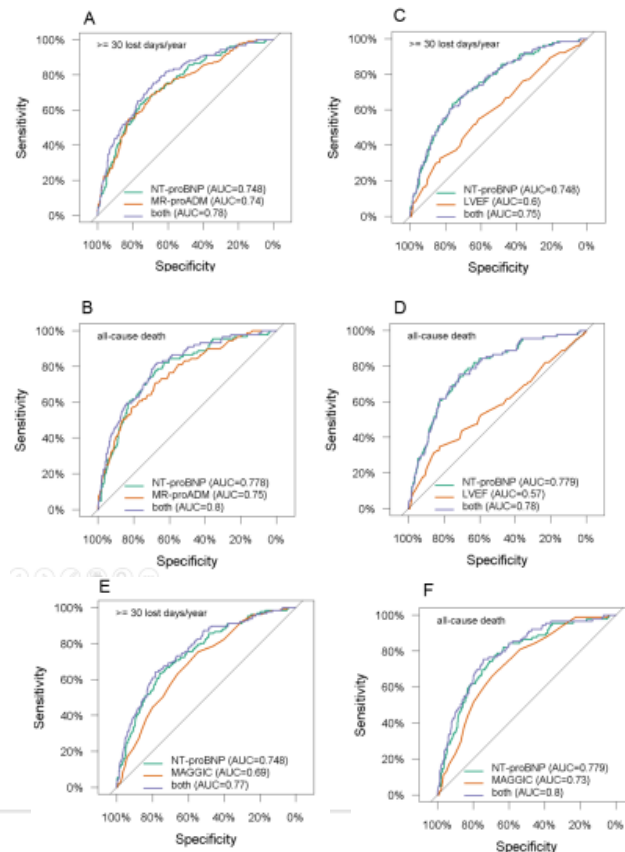 A
>= 30 lost days/year
100%
80%
60%
40%
20%
0%
Sensitivity
NT-proBNP (AUC=0.748)
MR-proADM (AUC=0.74)
both (AUC=0.78)
100% 80% 60% 40% 20% 0%
Specificity
C
>= 30 lost days/year
100%
80%
60%
40%
20%
0%
Sensitivity
NT-proBNP (AUC=0.748)
LVEF (AUC=0.6)
both (AUC=0.75)
100% 80% 60% 40% 20% 0%
Specificity
B
all-cause death
100%
80%
60%
40%
20%
0%
Sensitivity
NT-proBNP (AUC=0.778)
MR-proADM (AUC=0.75)
both (AUC=0.8)
100% 80% 60% 40% 20% 0%
Specificity
D
all-cause death
100%
80%
60%
40%
20%
0%
Sensitivity
NT-proBNP (AUC=0.779)
LVEF (AUC=0.57)
both (AUC=0.78)
100% 80% 60% 40% 20% 0%
Specificity
E
>= 30 lost days/year
100%
80%
60%
40%
20%
0%
Sensitivity
NT-proBNP (AUC=0.748)
MAGGIC (AUC=0.69)
both (AUC=0.77)
100% 80% 60% 40% 20% 0%
Specificity
F
all-cause death
100%
80%
60%
40%
20%
0%
Sensitivity
NT-proBNP (AUC=0.779)
MAGGIC (AUC=0.73)
both (AUC=0.8)
100% 80% 60% 40% 20% 0%
Specificity